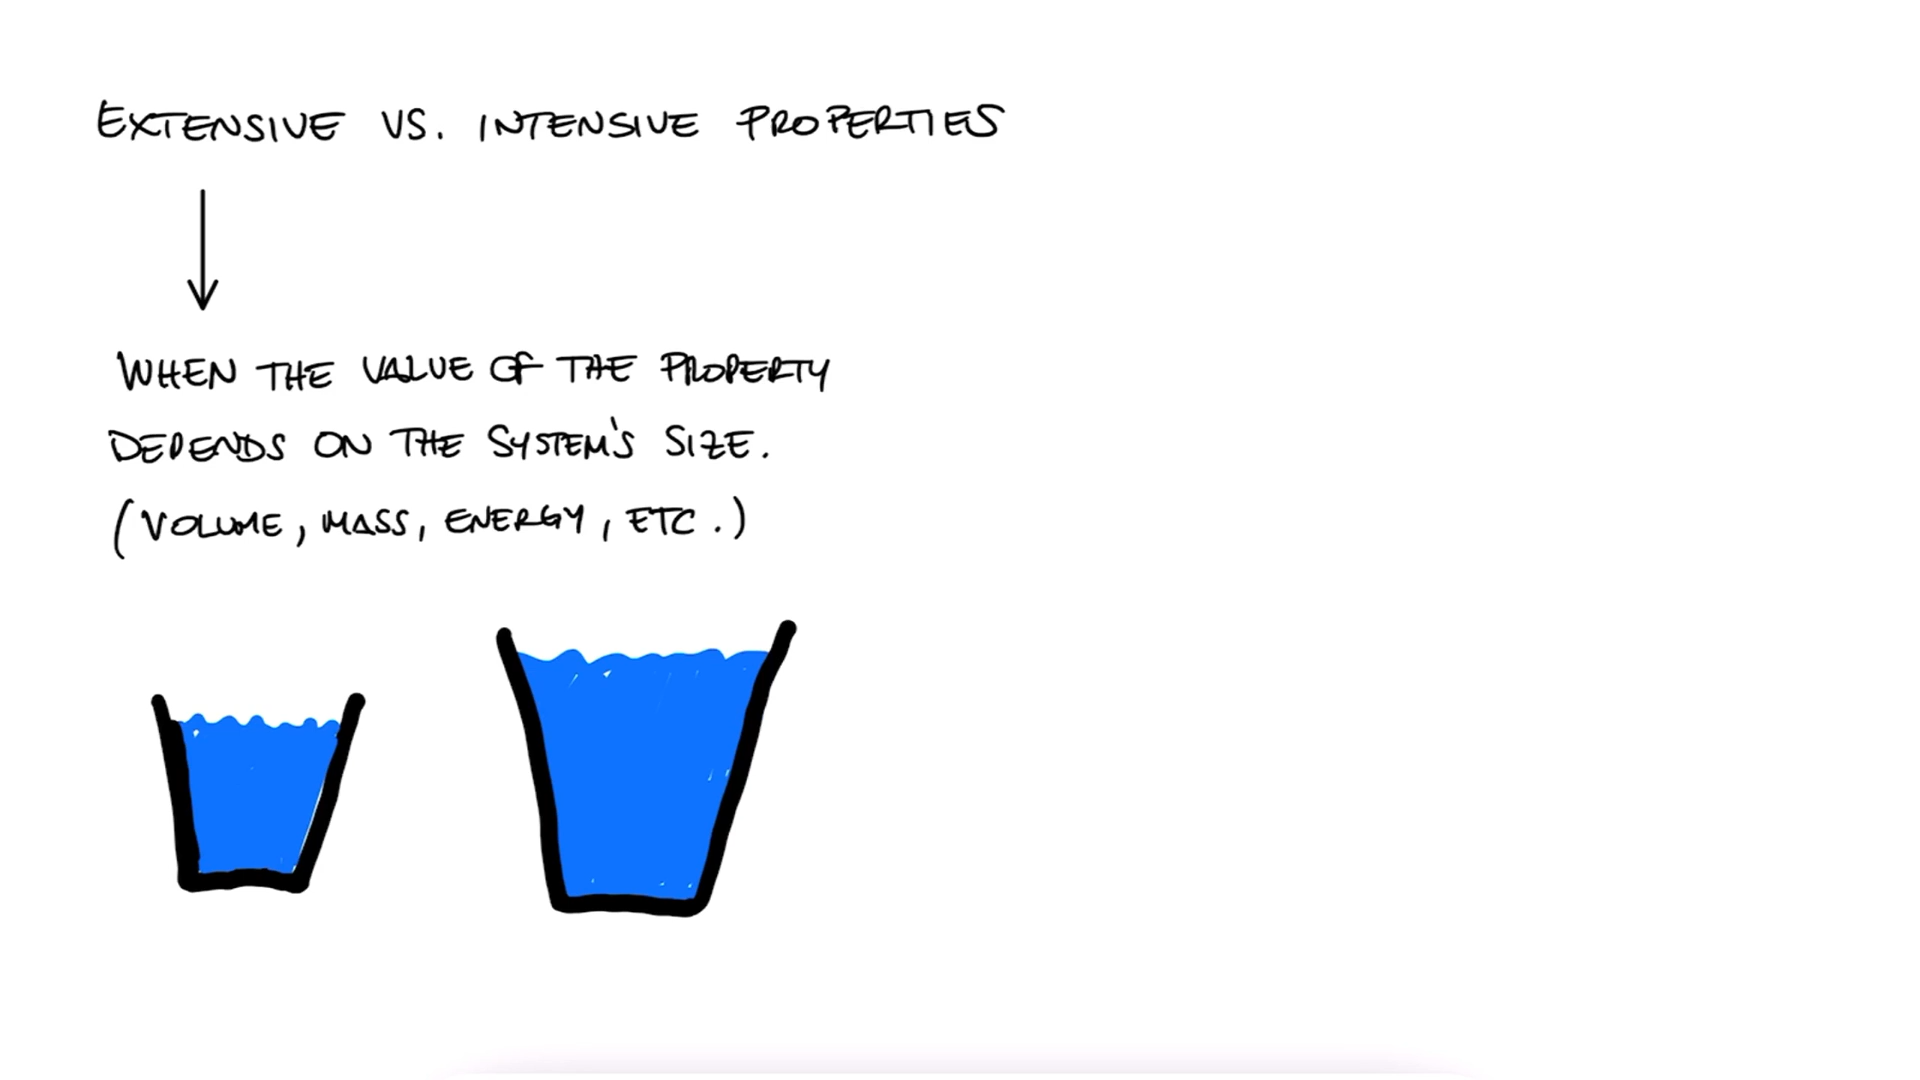 EXTENSIVE VS. INTENSIVE PROPERTIES
WHEN THE VALUE OF THE PROPERTY
DEPENDS ON THE SYSTEM'S SIZE.
(VOLUME, MASS, ENERGY, ETC.)